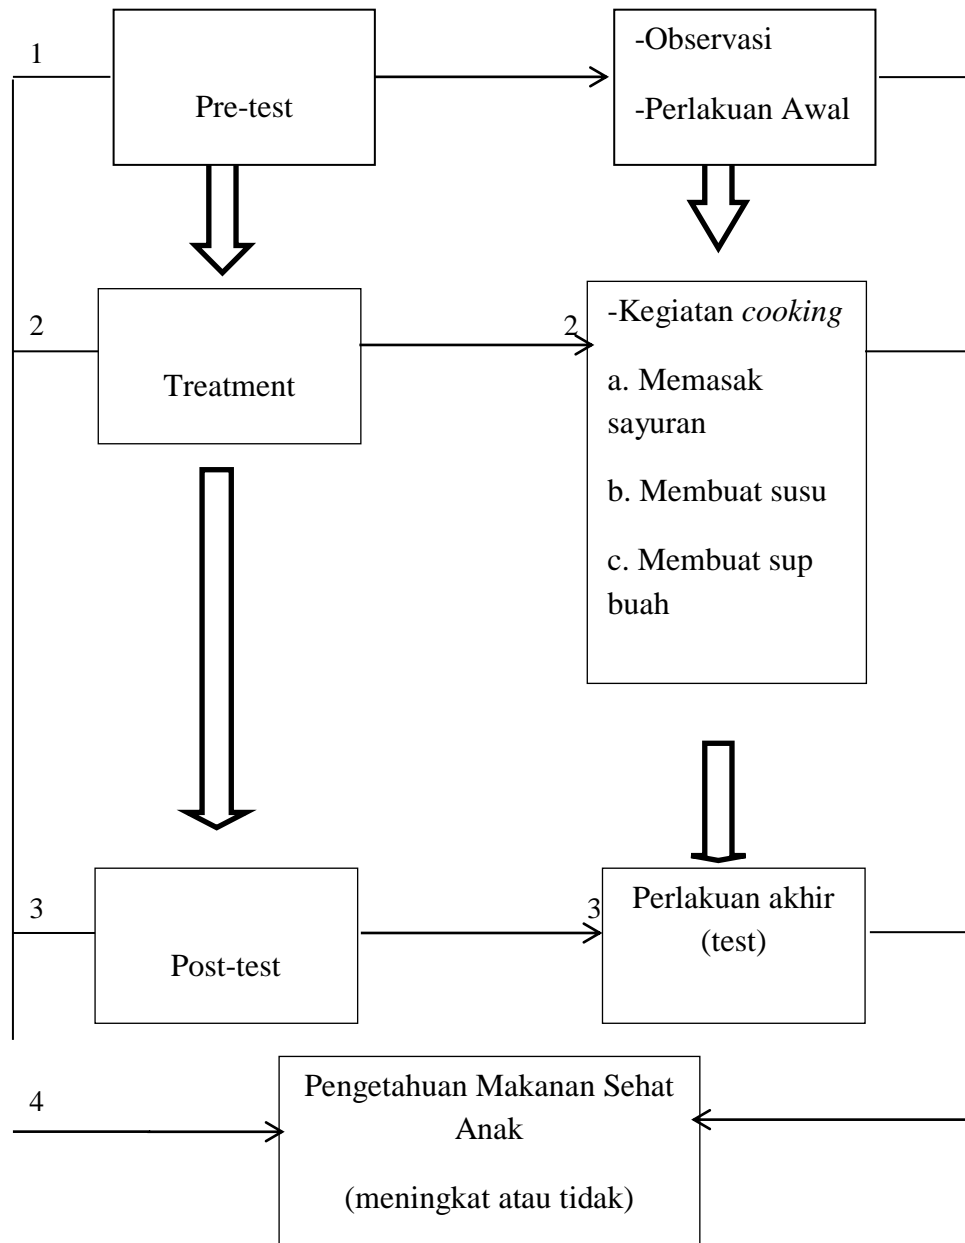 1
Pre-test
-Observasi
-Perlakuan Awal
2
Treatment
2
-Kegiatan cooking
a. Memasak
sayuran
b. Membuat susu
c. Membuat sup
buah
3
Post-test
3
Perlakuan akhir
(test)
4
Pengetahuan Makanan Sehat
Anak
(meningkat atau tidak)